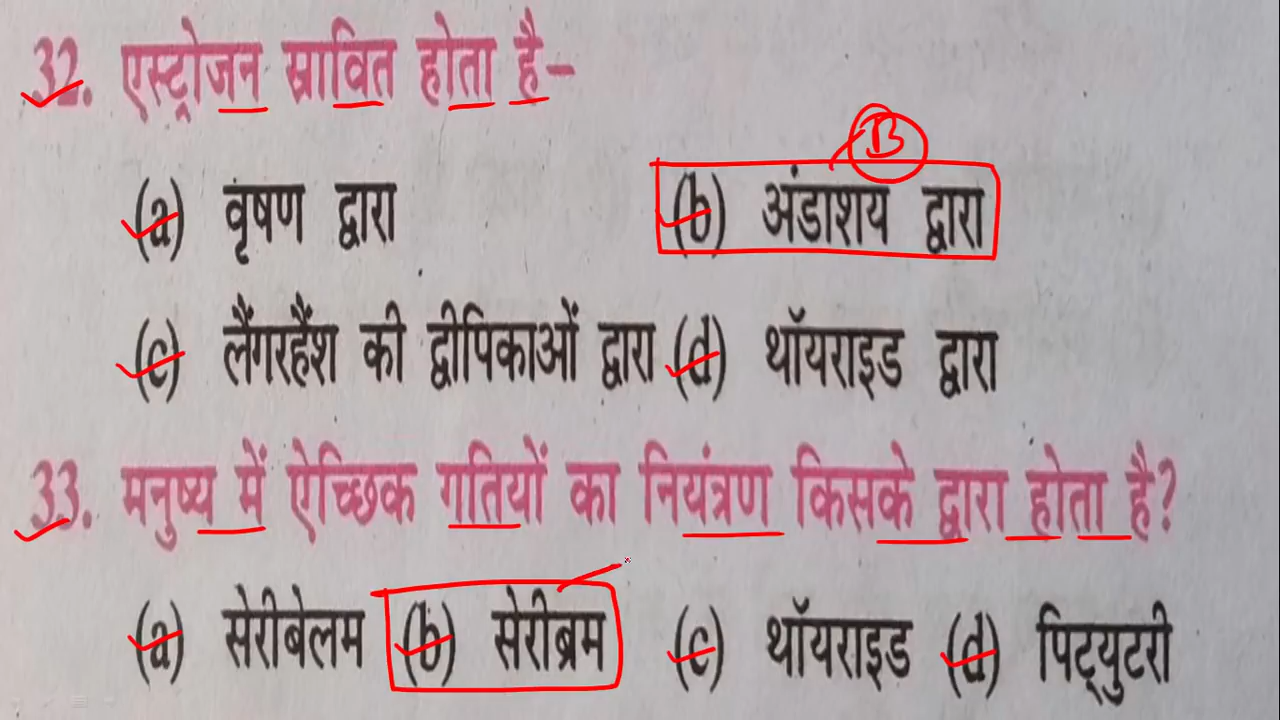 32. एस्ट्रोजन स्रावित होता है–
B
(a) वृषण द्वारा (b) अंडाशय द्वारा
(c) लैंगरहैंश की द्वीपिकाओं द्वारा (d) थॉयराइड द्वारा
33. मनुष्य में ऐच्छिक गतियों का नियंत्रण किसके द्वारा होता है?
(a) सेरीबेलम (b) सेरीब्रम (c) थॉयराइड (d) पिट्युटरी